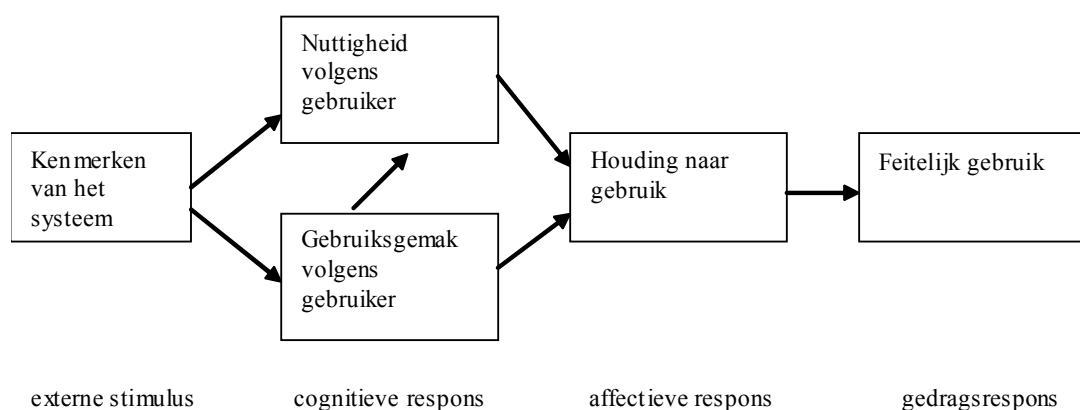 Nuttigheid
volgens
gebruiker
Kenmerken
van het
systeem
Gebruiksgemak
volgens
gebruiker
Houding naar
gebruik
Feitelijk gebruik
externe stimulus
cognitieve respons
affectieve respons
gedragsrespons